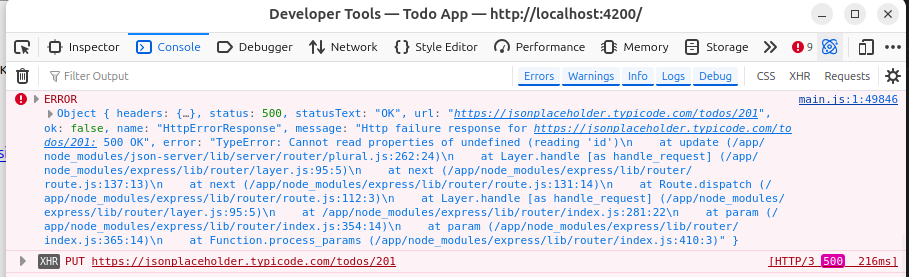 Developer Tools — Todo App — http://localhost:4200/
Inspector Console Debugger Network Style Editor Performance Memory Storage 9
Filter Output Errors Warnings Info Logs Debug CSS XHR Requests
ERROR main.js:1:49846
Object { headers: {…}, status: 500, statusText: "OK", url: "https://jsonplaceholder.typicode.com/todos/201",
ok: false, name: "HttpErrorResponse", message: "Http failure response for https://jsonplaceholder.typicode.com/to
dos/201: 500 OK", error: "TypeError: Cannot read properties of undefined (reading 'id')\n    at update (/app/
node_modules/json-server/lib/server/router/plural.js:262:24)\n    at Layer.handle [as handle_request] (/app/
node_modules/express/lib/router/layer.js:95:5)\n    at next (/app/node_modules/express/lib/router/
route.js:137:13)\n    at next (/app/node_modules/express/lib/router/route.js:131:14)\n    at Route.dispatch (/
app/node_modules/express/lib/router/route.js:112:3)\n    at Layer.handle [as handle_request] (/app/node_modules/
express/lib/router/layer.js:95:5)\n    at /app/node_modules/express/lib/router/index.js:281:22\n    at param (/
app/node_modules/express/lib/router/index.js:354:14)\n    at param (/app/node_modules/express/lib/router/
index.js:365:14)\n    at Function.process_params (/app/node_modules/express/lib/router/index.js:410:3)" }
XHR PUT https://jsonplaceholder.typicode.com/todos/201 [HTTP/3 500 216ms]